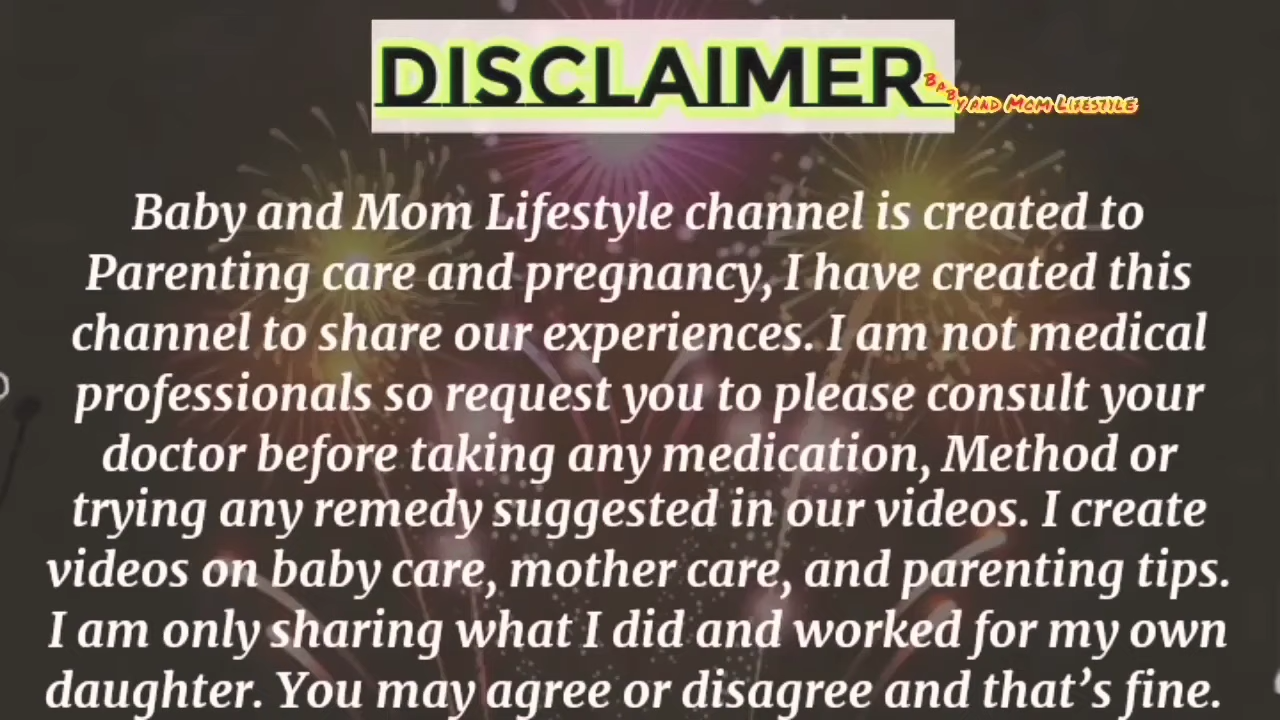 DISCLAIMER
Baby and Mom Lifestyle
Baby and Mom Lifestyle channel is created to
Parenting care and pregnancy, I have created this
channel to share our experiences. I am not medical
professionals so request you to please consult your
doctor before taking any medication, Method or
trying any remedy suggested in our videos. I create
videos on baby care, mother care, and parenting tips.
I am only sharing what I did and worked for my own
daughter. You may agree or disagree and that’s fine.